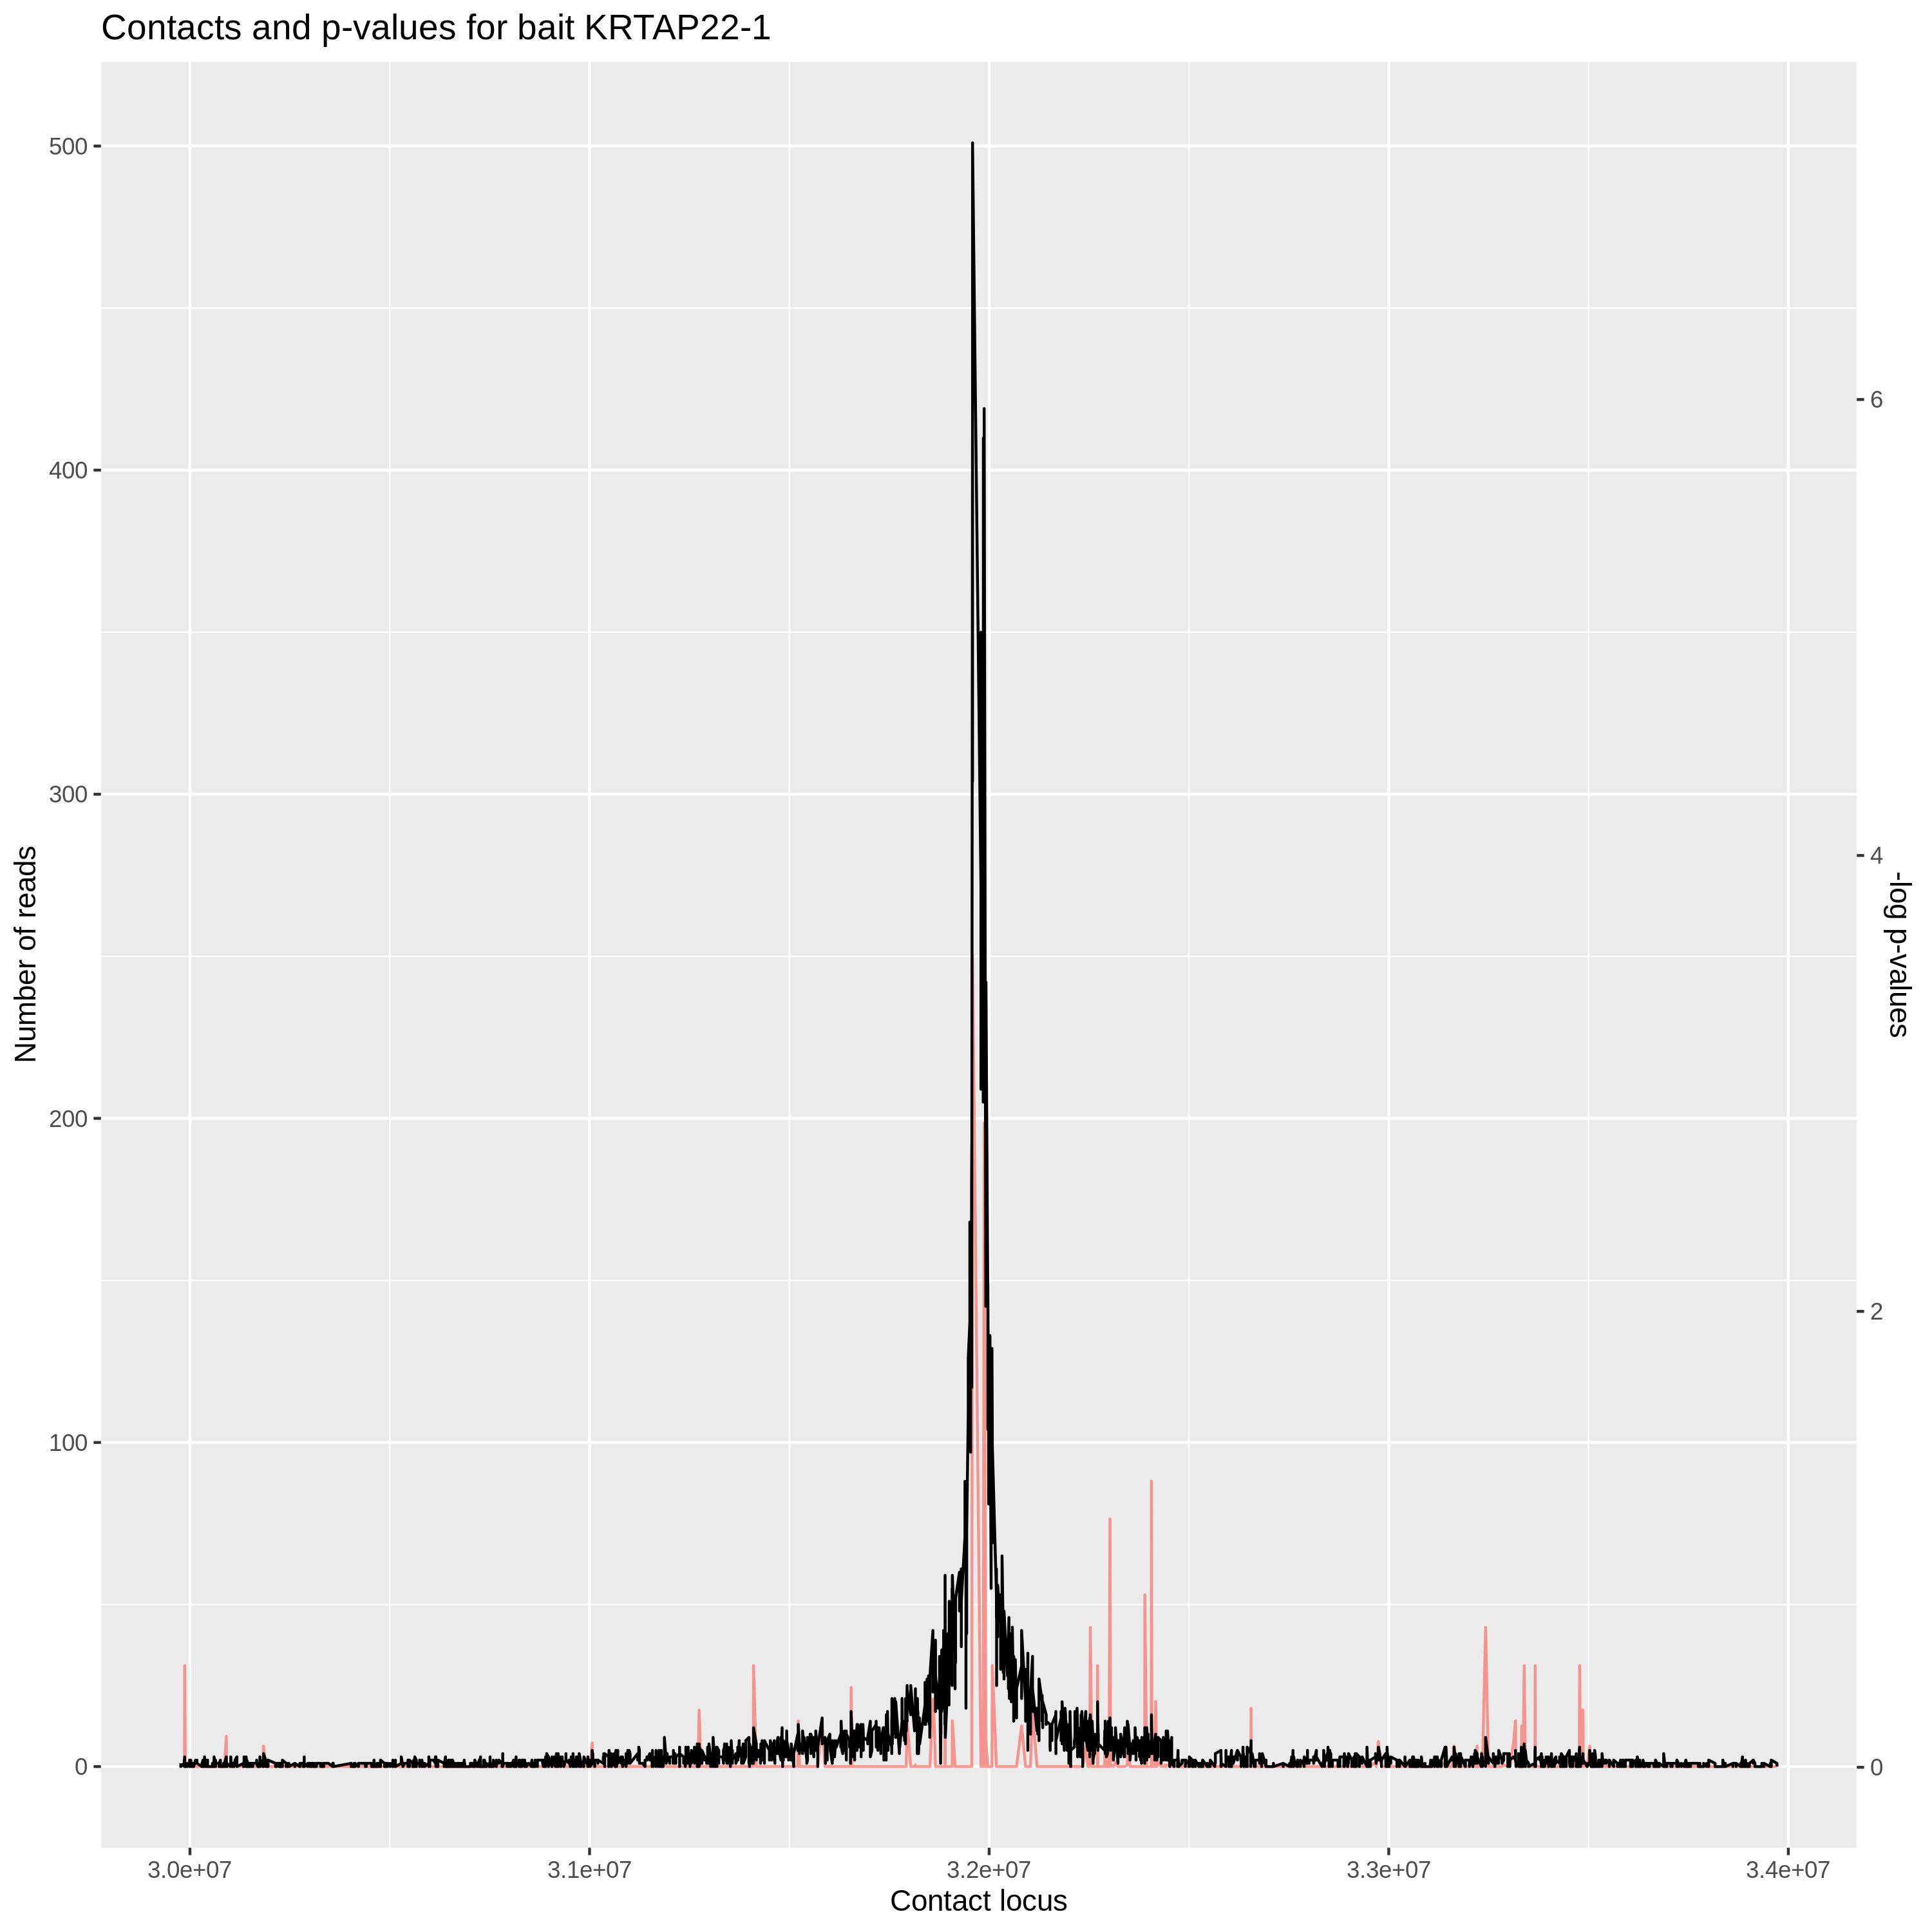 Contacts and p-values for bait KRTAP22-1
500
400
300
200
100
0
Number of reads
6
4
2
0
-log p-values
3.0e+07
3.1e+07
3.2e+07
3.3e+07
3.4e+07
Contact locus